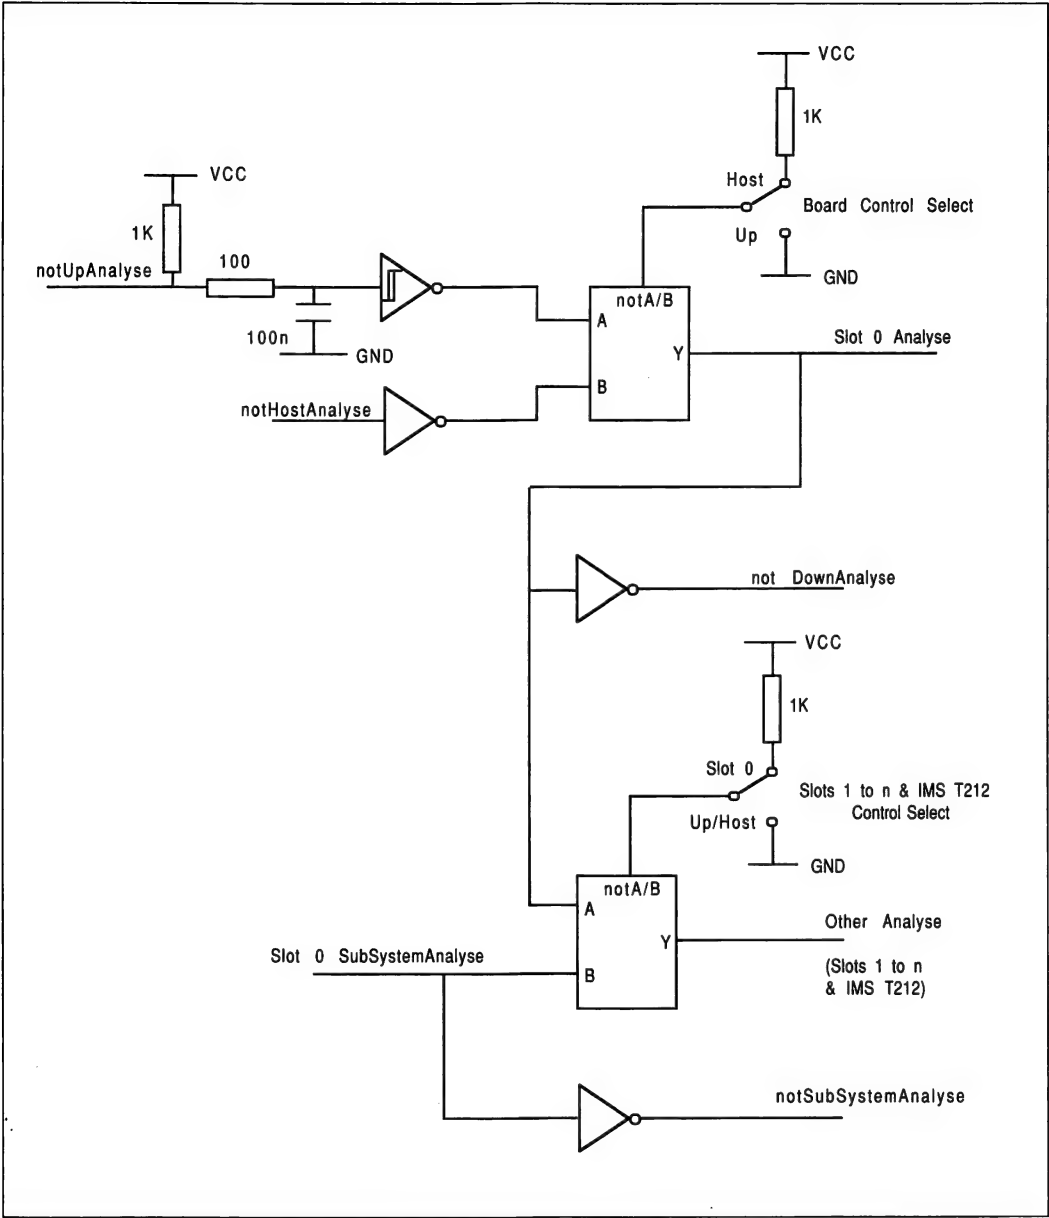 VCC
1K
Host
Board Control Select
Up
GND
VCC
1K
notUpAnalyse
100
100n
GND
notA/B
A
Y
B
Slot 0 Analyse
notHostAnalyse
not DownAnalyse
VCC
1K
Slot 0
Slots 1 to n & IMS T212
Control Select
Up/Host
GND
notA/B
A
Y
B
Other Analyse
(Slots 1 to n
& IMS T212)
Slot 0 SubSystemAnalyse
notSubSystemAnalyse